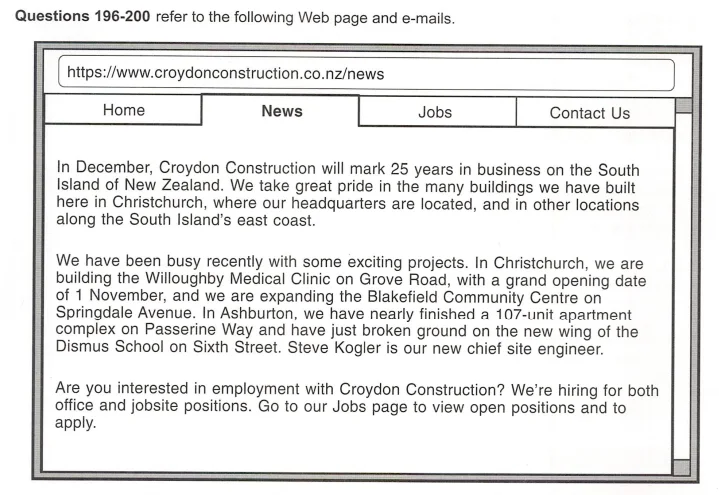 Questions 196-200 refer to the following Web page and e-mails.
https://www.croydonconstruction.co.nz/news
Home News Jobs Contact Us
In December, Croydon Construction will mark 25 years in business on the South
Island of New Zealand. We take great pride in the many buildings we have built
here in Christchurch, where our headquarters are located, and in other locations
along the South Island's east coast.
We have been busy recently with some exciting projects. In Christchurch, we are
building the Willoughby Medical Clinic on Grove Road, with a grand opening date
of 1 November, and we are expanding the Blakefield Community Centre on
Springdale Avenue. In Ashburton, we have nearly finished a 107-unit apartment
complex on Passerine Way and have just broken ground on the new wing of the
Dismus School on Sixth Street. Steve Kogler is our new chief site engineer.
Are you interested in employment with Croydon Construction? We're hiring for both
office and jobsite positions. Go to our Jobs page to view open positions and to
apply.